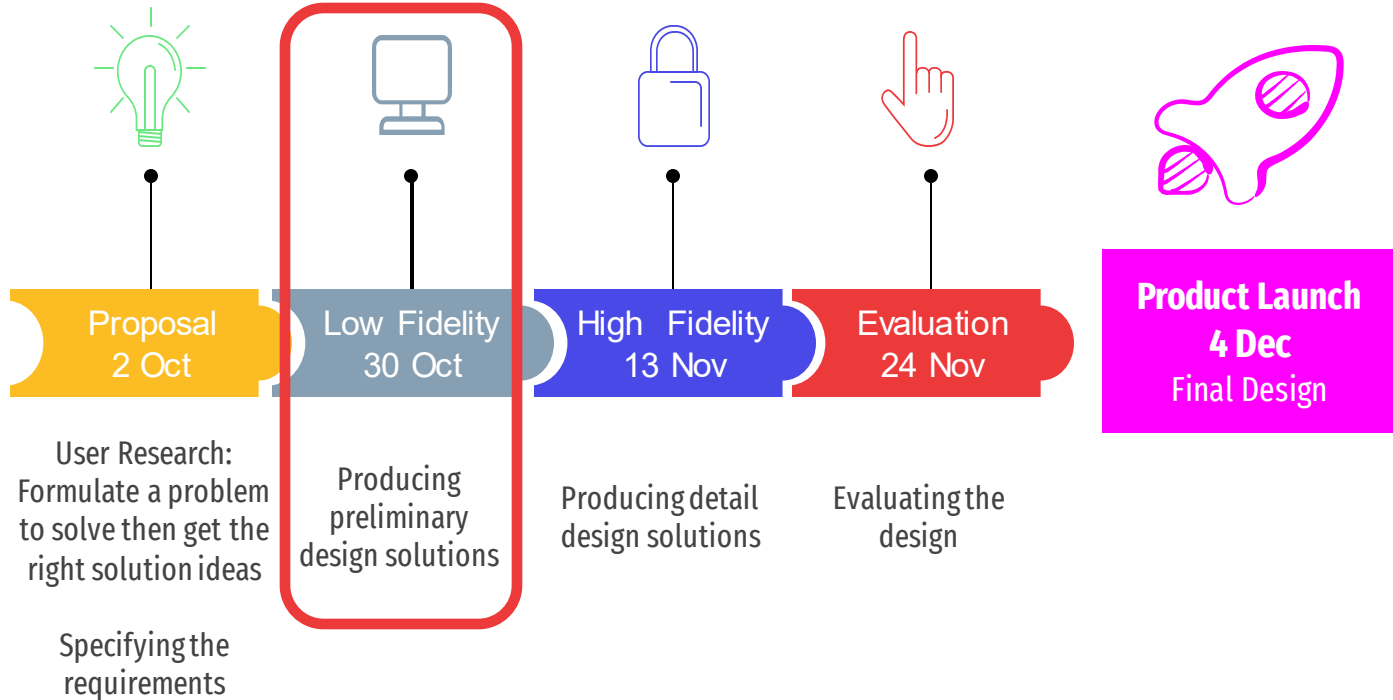 Proposal
2 Oct
Low Fidelity
30 Oct
High Fidelity
13 Nov
Evaluation
24 Nov
Product Launch
4 Dec
Final Design
User Research:
Formulate a problem
to solve then get the
right solution ideas
Specifying the
requirements
Producing
preliminary
design solutions
Producing detail
design solutions
Evaluating the
design